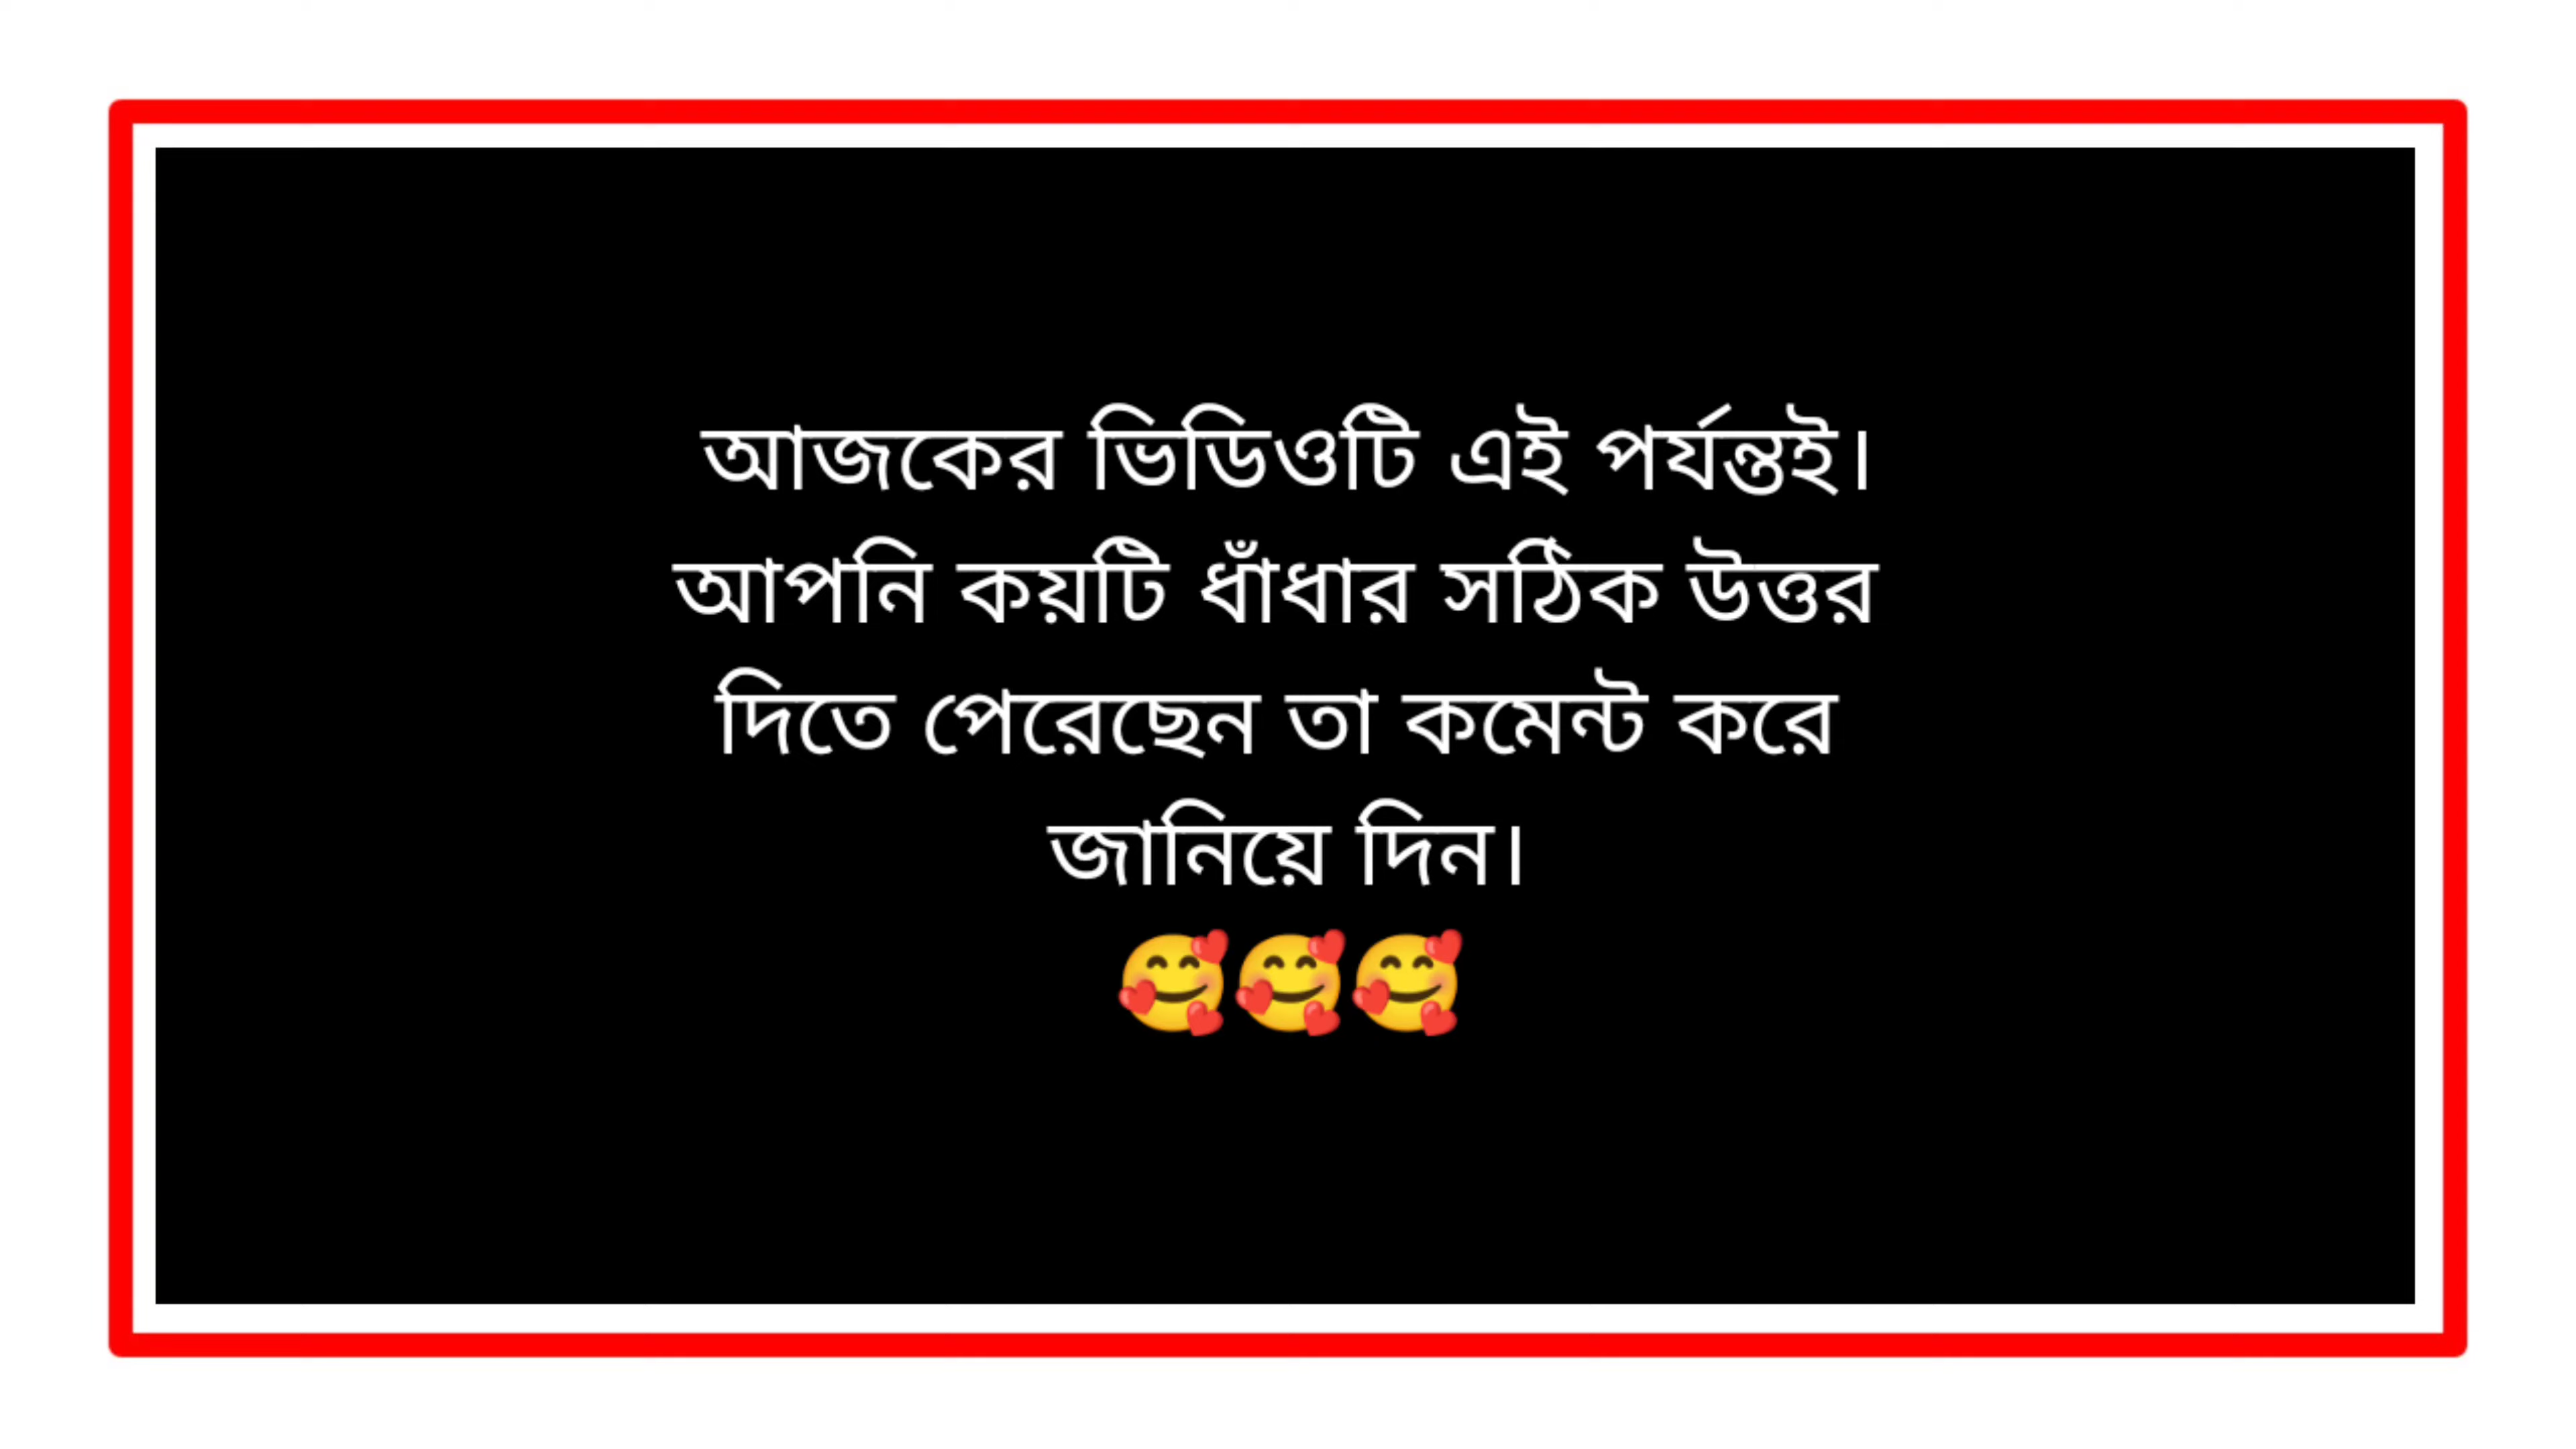 আজকের ভিডিওটি এই পর্যন্তই।
আপনি কয়টি ধাঁধার সঠিক উত্তর
দিতে পেরেছেন তা কমেন্ট করে
জানিয়ে দিন।
🥰🥰🥰